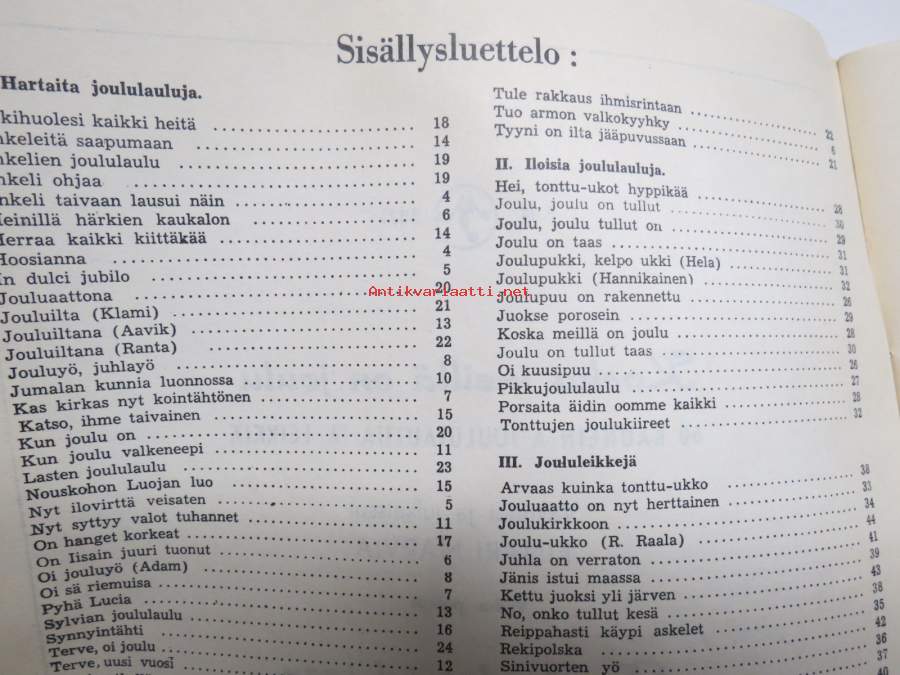 Sisällysluettelo :
Hartaita joululauluja.
kihuolesi kaikki heitä 18
nkeleitä saapumaan 14
nkelien joululaulu 19
nkeli ohjaa 19
nkeli taivaan lausui näin 4
Heinillä härkien kaukalon 6
Herraa kaikki kiittäkää 14
Hoosianna 4
In dulci jubilo 5
Jouluaattona 20
Jouluilta (Klami) 21
Jouluiltana (Aavik) 13
Jouluiltana (Ranta) 22
Jouluyö, juhlayö 8
Jumalan kunnia luonnossa 10
Kas kirkas nyt kointähtönen 7
Katso, ihme taivainen 15
Kun joulu on 20
Kun joulu valkeneepi 11
Lasten joululaulu 23
Nouskohon Luojan luo 15
Nyt ilovirttä veisaten 5
Nyt syttyy valot tuhannet 11
On hanget korkeat 17
On Iisain juuri tuonut 6
Oi jouluyö (Adam) 8
Oi sä riemuisa 7
Pyhä Lucia 13
Sylvian joululaulu 16
Synnyintähti 24
Terve, oi joulu 12
Terve, uusi vuosi
Tule rakkaus ihmisrintaan 22
Tuo armon valkokyyhky 6
Tyyni on ilta jääpuvussaan 21
II. Iloisia joululauluja.
Hei, tonttu-ukot hyppikää 28
Joulu, joulu on tullut 30
Joulu, joulu tullut on 29
Joulu on taas 31
Joulupukki, kelpo ukki (Hela) 31
Joulupukki (Hannikainen) 32
Joulupuu on rakennettu 26
Juokse porosein 29
Koska meillä on joulu 28
Joulu on tullut taas 30
Oi kuusipuu 26
Pikkujoululaulu 27
Porsaita äidin oomme kaikki 28
Tonttujen joulukiireet 32
III. Joululeikkejä
Arvaas kuinka tonttu-ukko 38
Jouluaatto on nyt herttainen 33
Joulukirkkoon 34
Joulu-ukko (R. Raala) 44
Juhla on verraton 41
Jänis istui maassa 39
Kettu juoksi yli järven 43
No, onko tullut kesä 38
Reippahasti käypi askelet 35
Rekipolska 42
Sinivuorten yö 36
37
40
Antikvariaatti.net